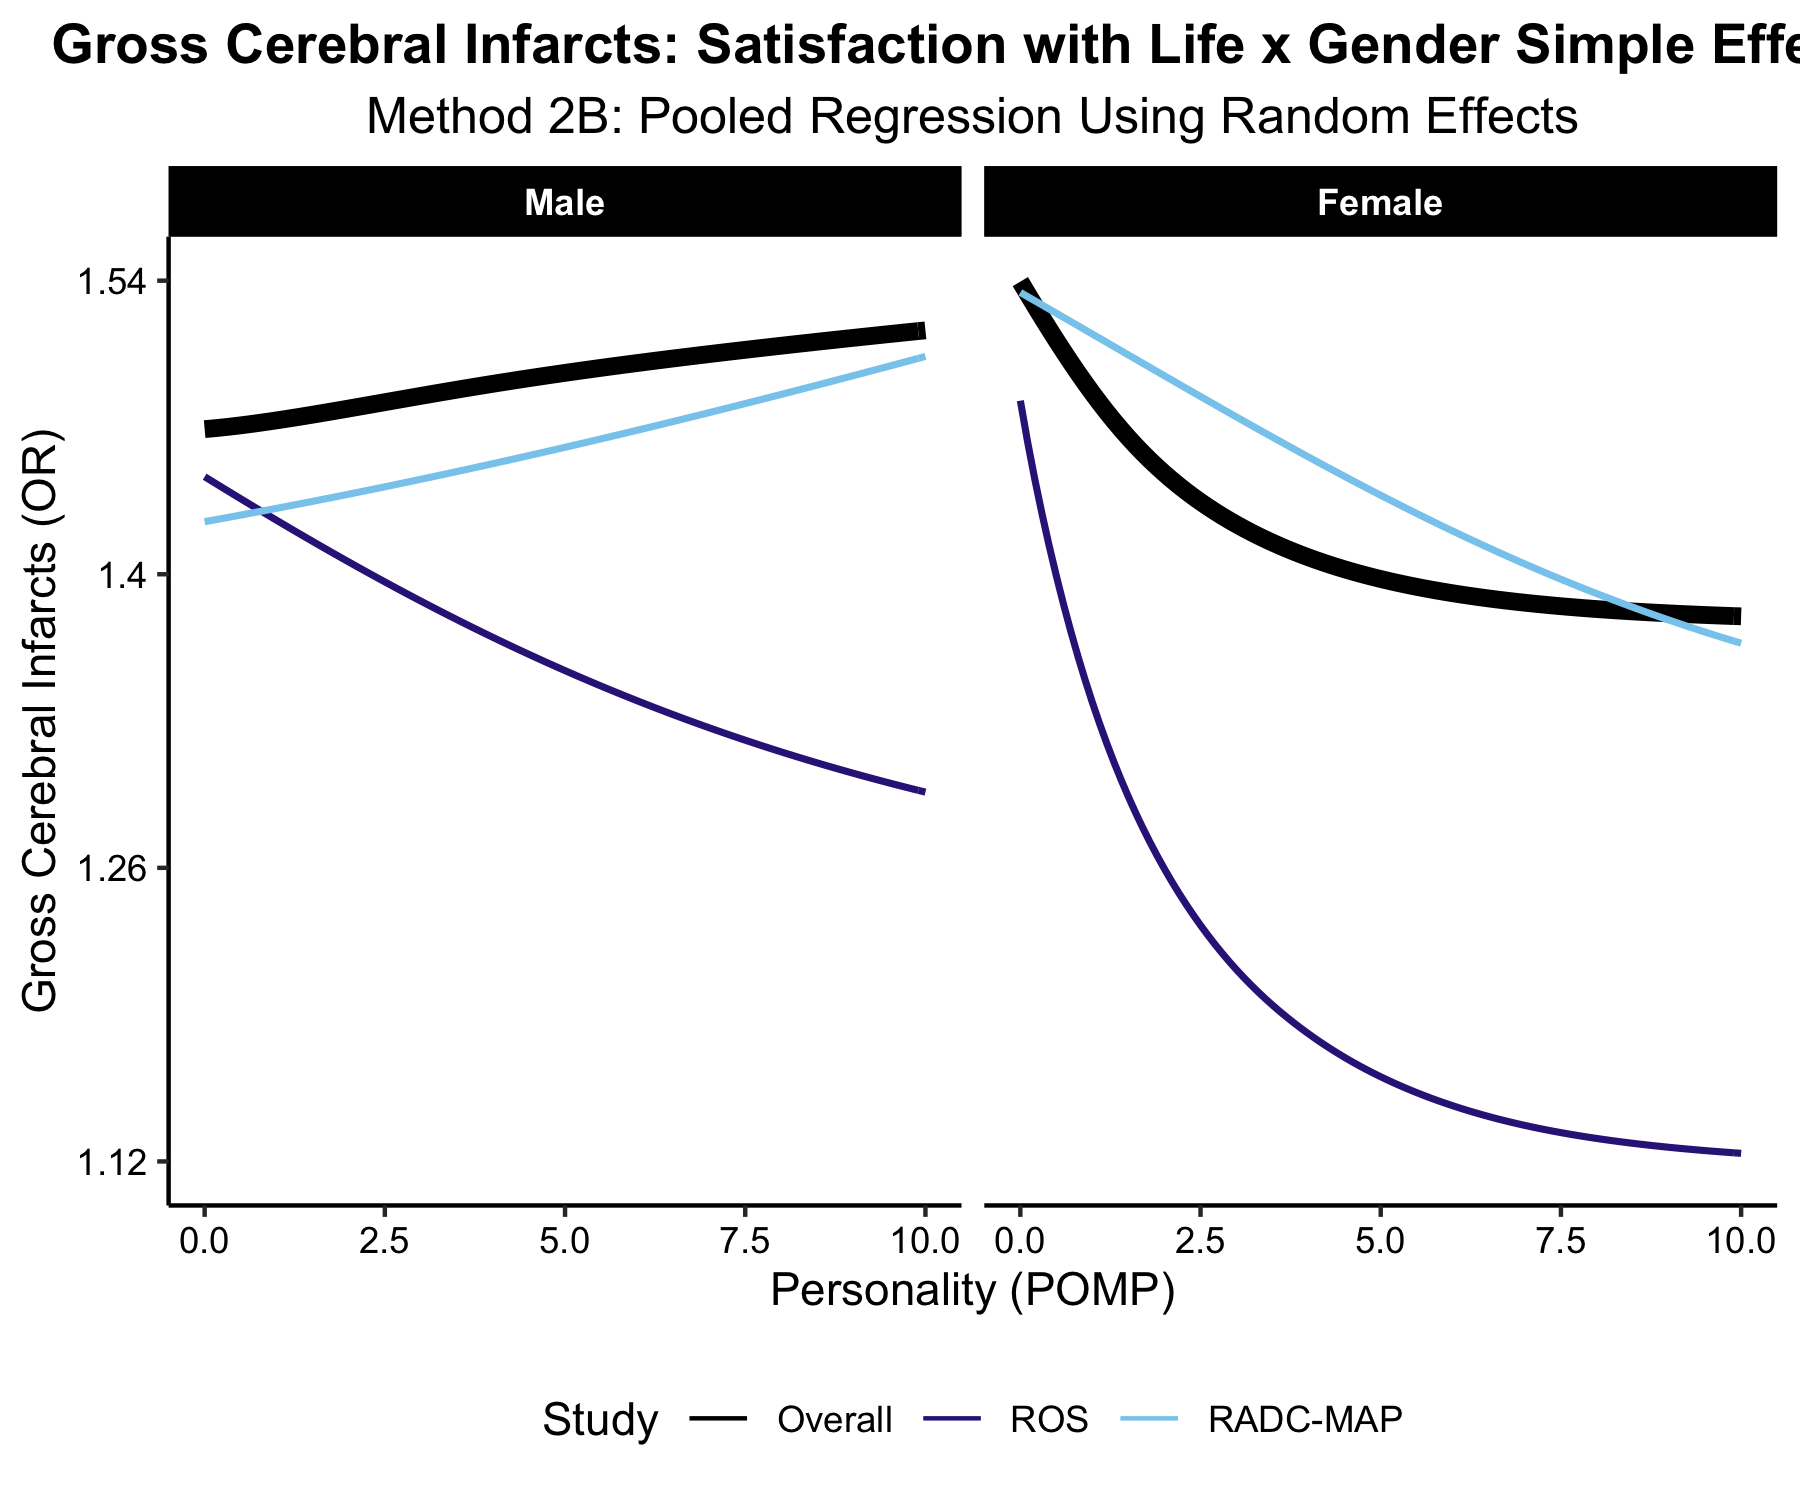 Gross Cerebral Infarcts: Satisfaction with Life x Gender Simple Effe
Method 2B: Pooled Regression Using Random Effects
Male
Female
Gross Cerebral Infarcts (OR)
1.54
1.4
1.26
1.12
0.0 2.5 5.0 7.5 10.0
0.0 2.5 5.0 7.5 10.0
Personality (POMP)
Study Overall ROS RADC-MAP